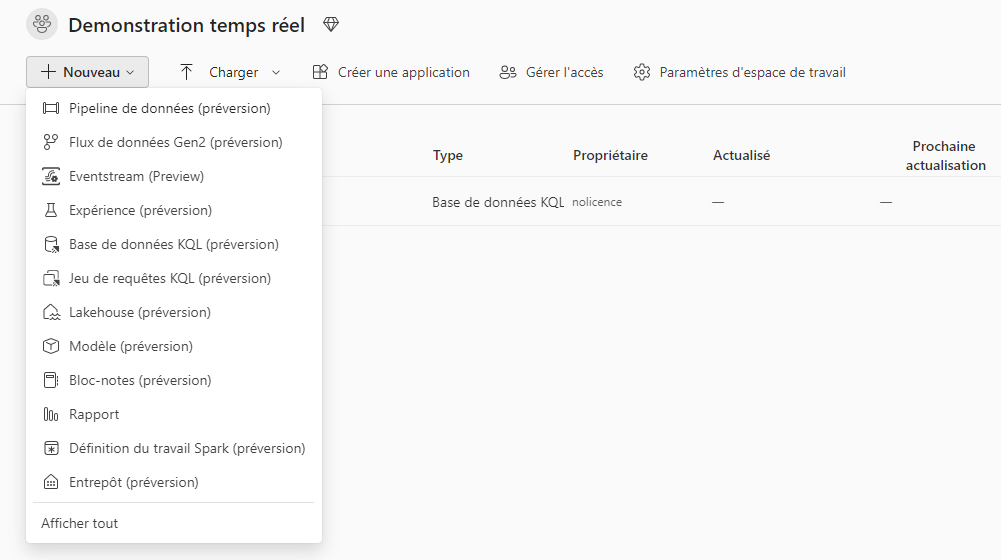 Demonstration temps réel
Nouveau
Charger
Créer une application
Gérer l'accès
Paramètres d'espace de travail
Pipeline de données (préversion)
Flux de données Gen2 (préversion)
Eventstream (Preview)
Expérience (préversion)
Base de données KQL (préversion)
Jeu de requêtes KQL (préversion)
Lakehouse (préversion)
Modèle (préversion)
Bloc-notes (préversion)
Rapport
Définition du travail Spark (préversion)
Entrepôt (préversion)
Afficher tout
Type
Propriétaire
Actualisé
Prochaine
actualisation
Base de données KQL
nolicence
—
—